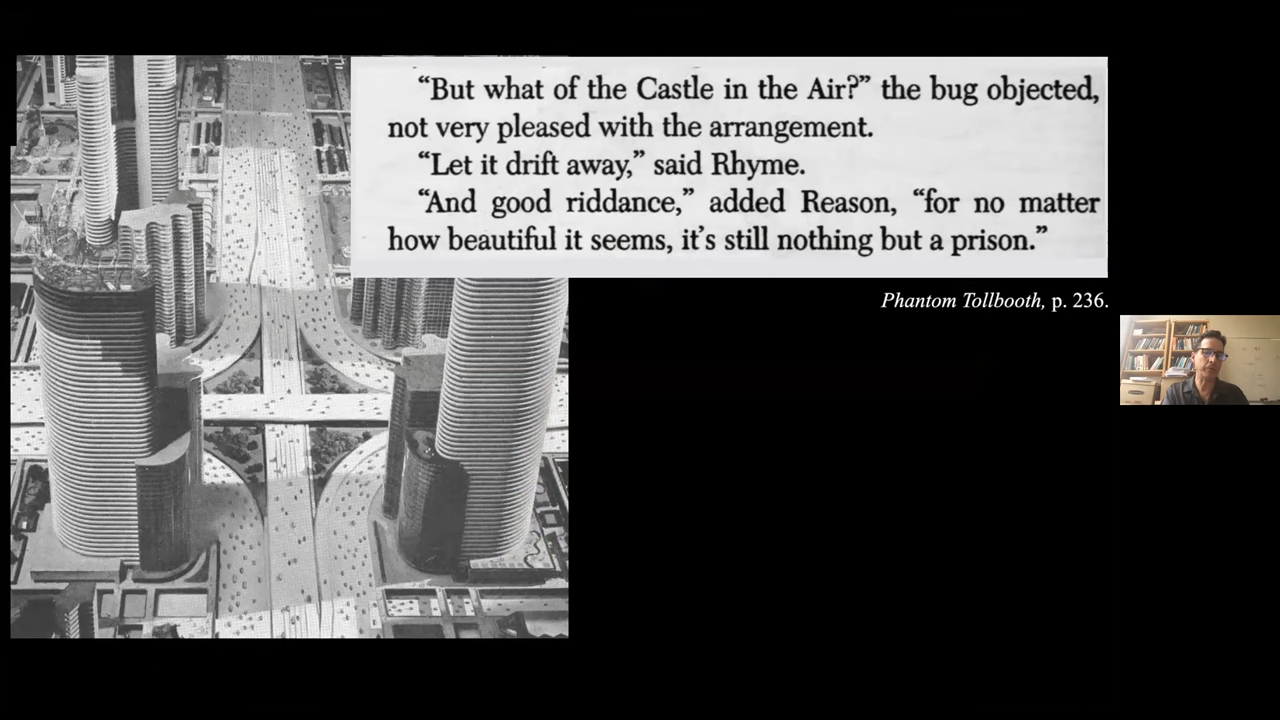 “But what of the Castle in the Air?” the bug objected,
not very pleased with the arrangement.
“Let it drift away,” said Rhyme.
“And good riddance,” added Reason, “for no matter
how beautiful it seems, it’s still nothing but a prison.”
Phantom Tollbooth, p. 236.